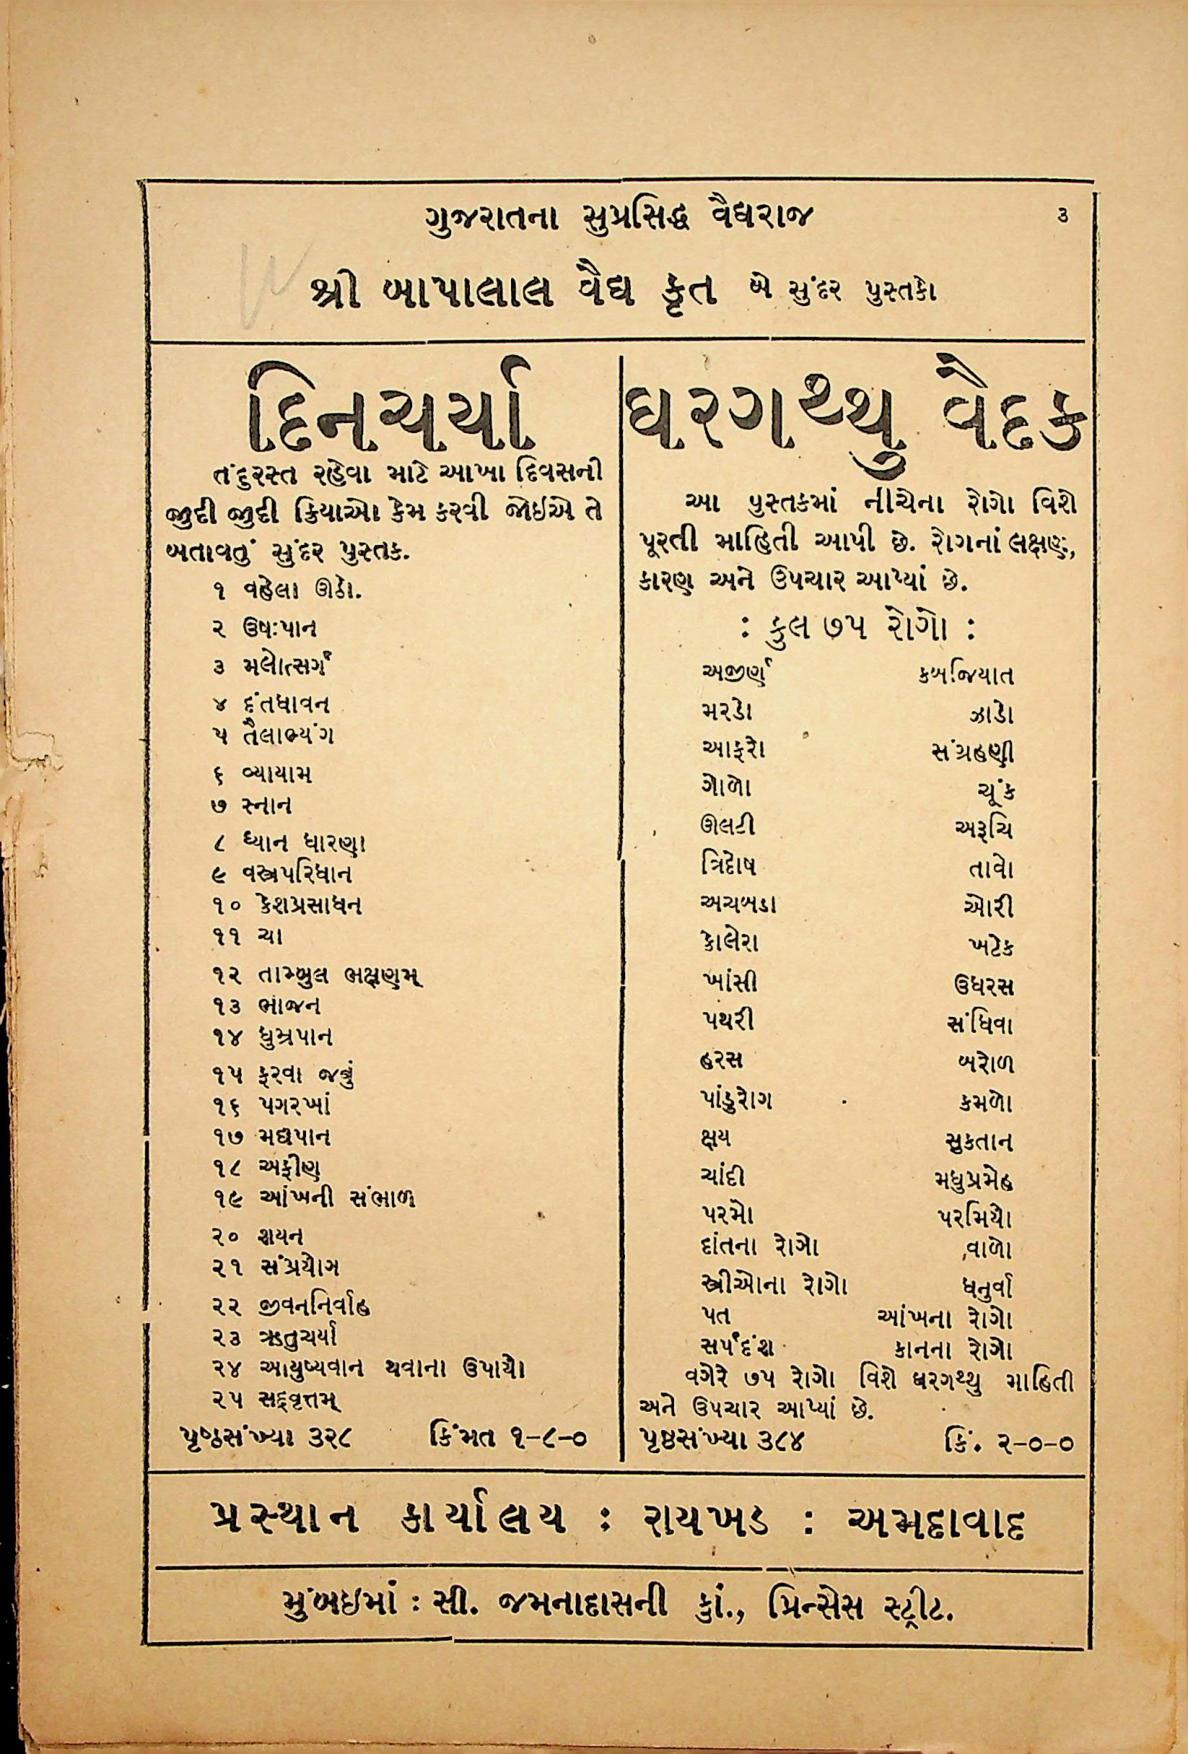 ગુજરાતના સુપ્રસિદ્ધ વૈદ્યરાજ
૩
શ્રી બાપાલાલ વૈદ્ય કૃત બે સુંદર પુસ્તકો
દિનચર્યા
તંદુરસ્ત રહેવા માટે આખા દિવસની
જુદી જુદી ક્રિયાઓ કેમ કરવી જોઇએ તે
બતાવતું સુંદર પુસ્તક.
૧ વહેલા ઊઠો.
૨ ઉષઃપાન
૩ મલોત્સર્ગ
૪ દંતધાવન
૫ તૈલાભ્યંગ
૬ વ્યાયામ
૭ સ્નાન
૮ ધ્યાન ધારણા
૯ વસ્ત્રપરિધાન
૧૦ કેશપ્રસાધન
૧૧ ચા
૧૨ તામ્બુલ ભક્ષણમ્
૧૩ ભોજન
૧૪ ધુમ્રપાન
૧૫ ફરવા જવું
૧૬ પગરખાં
૧૭ મદ્યપાન
૧૮ અફીણ
૧૯ આંખની સંભાળ
૨૦ શયન
૨૧ સંપ્રયોગ
૨૨ જીવનનિર્વાહ
૨૩ ઋતુચર્યા
૨૪ આયુષ્યવાન થવાના ઉપાયો
૨૫ સદ્દવૃત્તમ્
પૃષ્ઠસંખ્યા ૩૨૮ કિંમત ૧-૮-૦
ઘરગથ્થુ વૈદક
આ પુસ્તકમાં નીચેના રોગો વિશે
પૂરતી માહિતી આપી છે. રોગનાં લક્ષણ,
કારણ અને ઉપચાર આપ્યાં છે.
: કુલ ૭૫ રોગો :
અજીર્ણ કબજિયાત
મરડો ઝાડો
આફરો સંગ્રહણી
ગોળો ચૂંક
ઊલટી અરૂચિ
ત્રિદોષ તાવો
અચબડા ઓરી
કોલેરા ખટેક
ખાંસી ઉધરસ
પથરી સંધિવા
હરસ બરોળ
પાંડુરોગ કમળો
ક્ષય સુકતાન
ચાંદી મધુપ્રમેહ
પરમો પરમિયો
દાંતના રોગો વાળો
સ્ત્રીઓના રોગો ધનુર્વા
પત આંખના રોગો
સર્પદંશ કાનના રોગો
વગેરે ૭૫ રોગો વિશે ઘરગથ્થુ માહિતી
અને ઉપચાર આપ્યાં છે.
પૃષ્ઠસંખ્યા ૩૮૪ કિં. ૨-૦-૦
પ્રસ્થાન કાર્યાલય : રાયખડ : અમદાવાદ
મુંબઇમાં : સી. જમનાદાસની કુાં., પ્રિન્સેસ સ્ટ્રીટ.